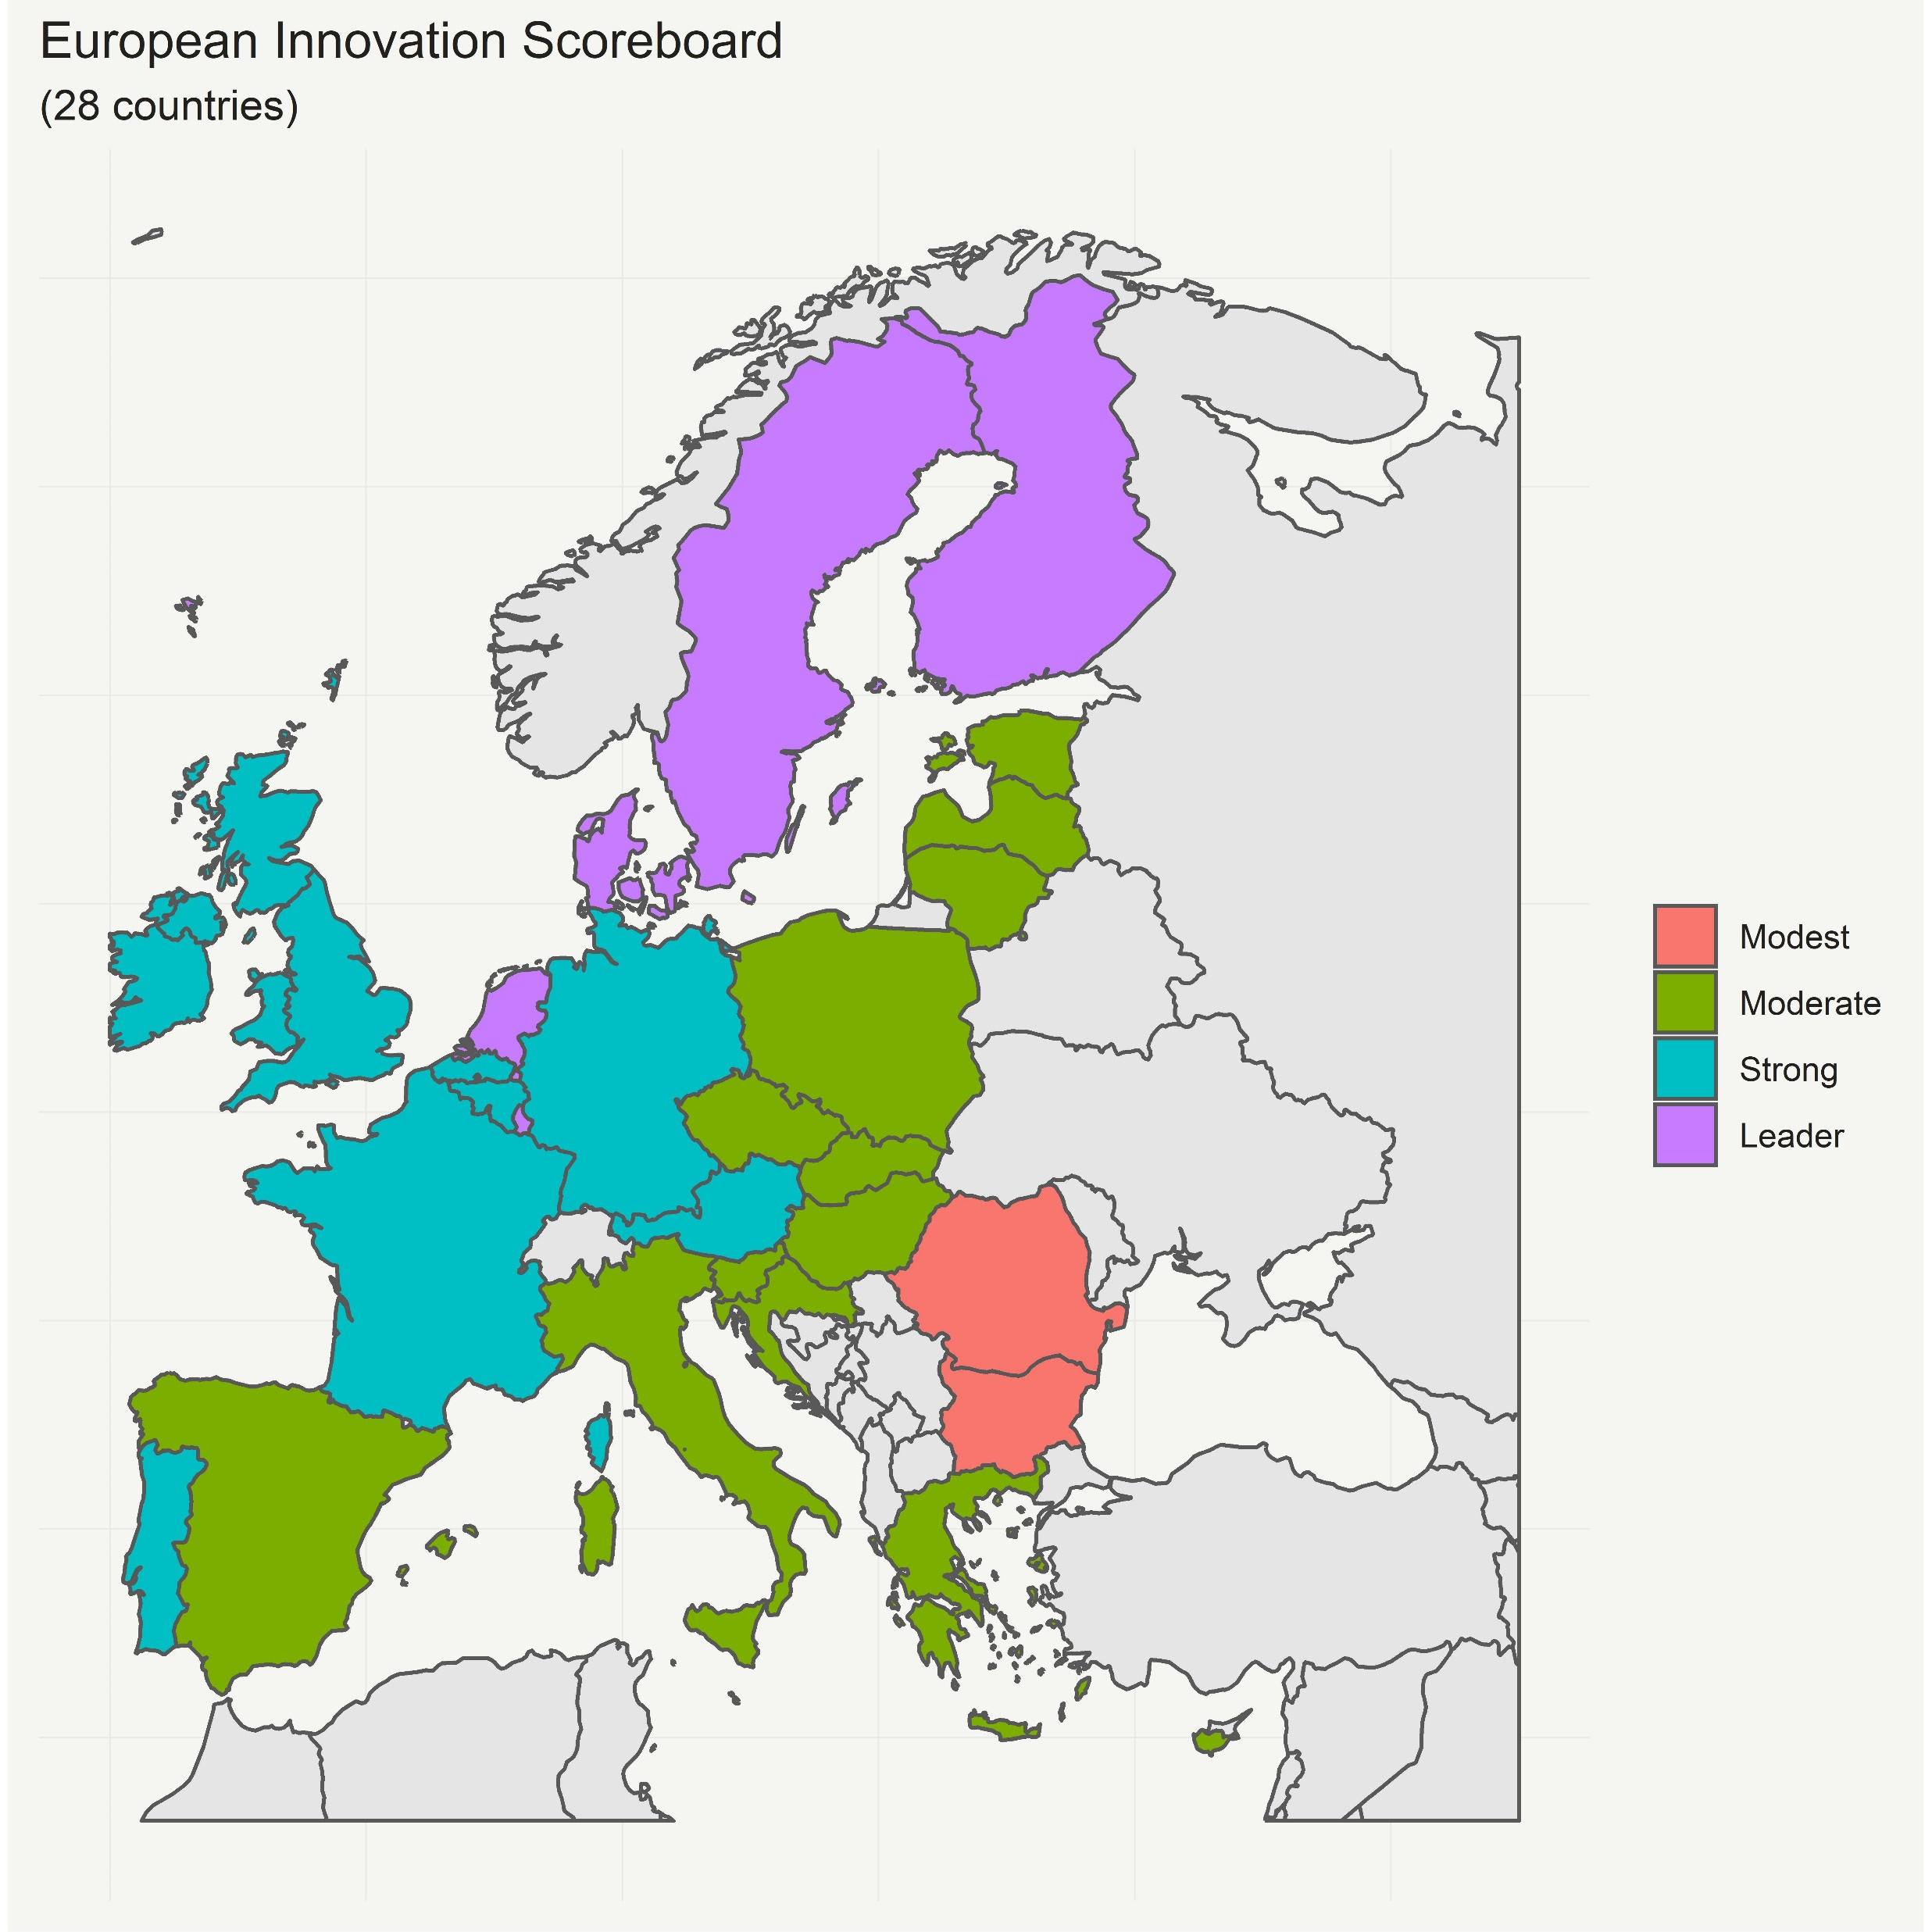 European Innovation Scoreboard
(28 countries)
Modest
Moderate
Strong
Leader